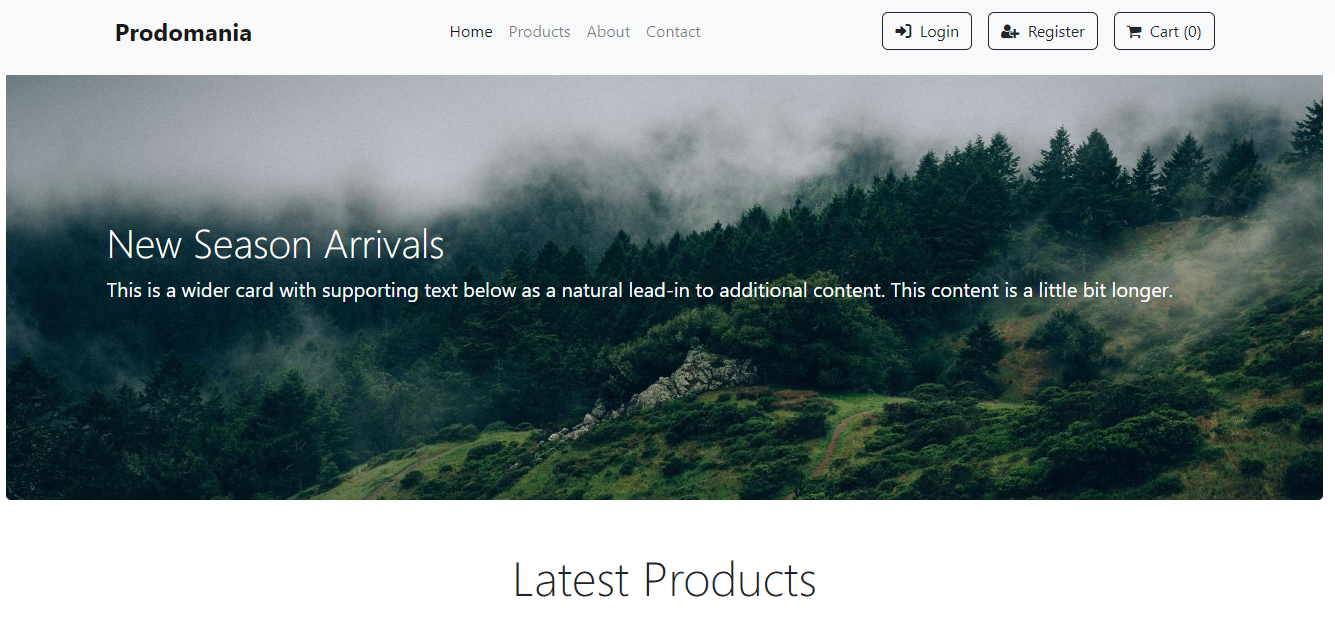 Prodomania
Home Products About Contact
Login Register Cart (0)
New Season Arrivals
This is a wider card with supporting text below as a natural lead-in to additional content. This content is a little bit longer.
Latest Products